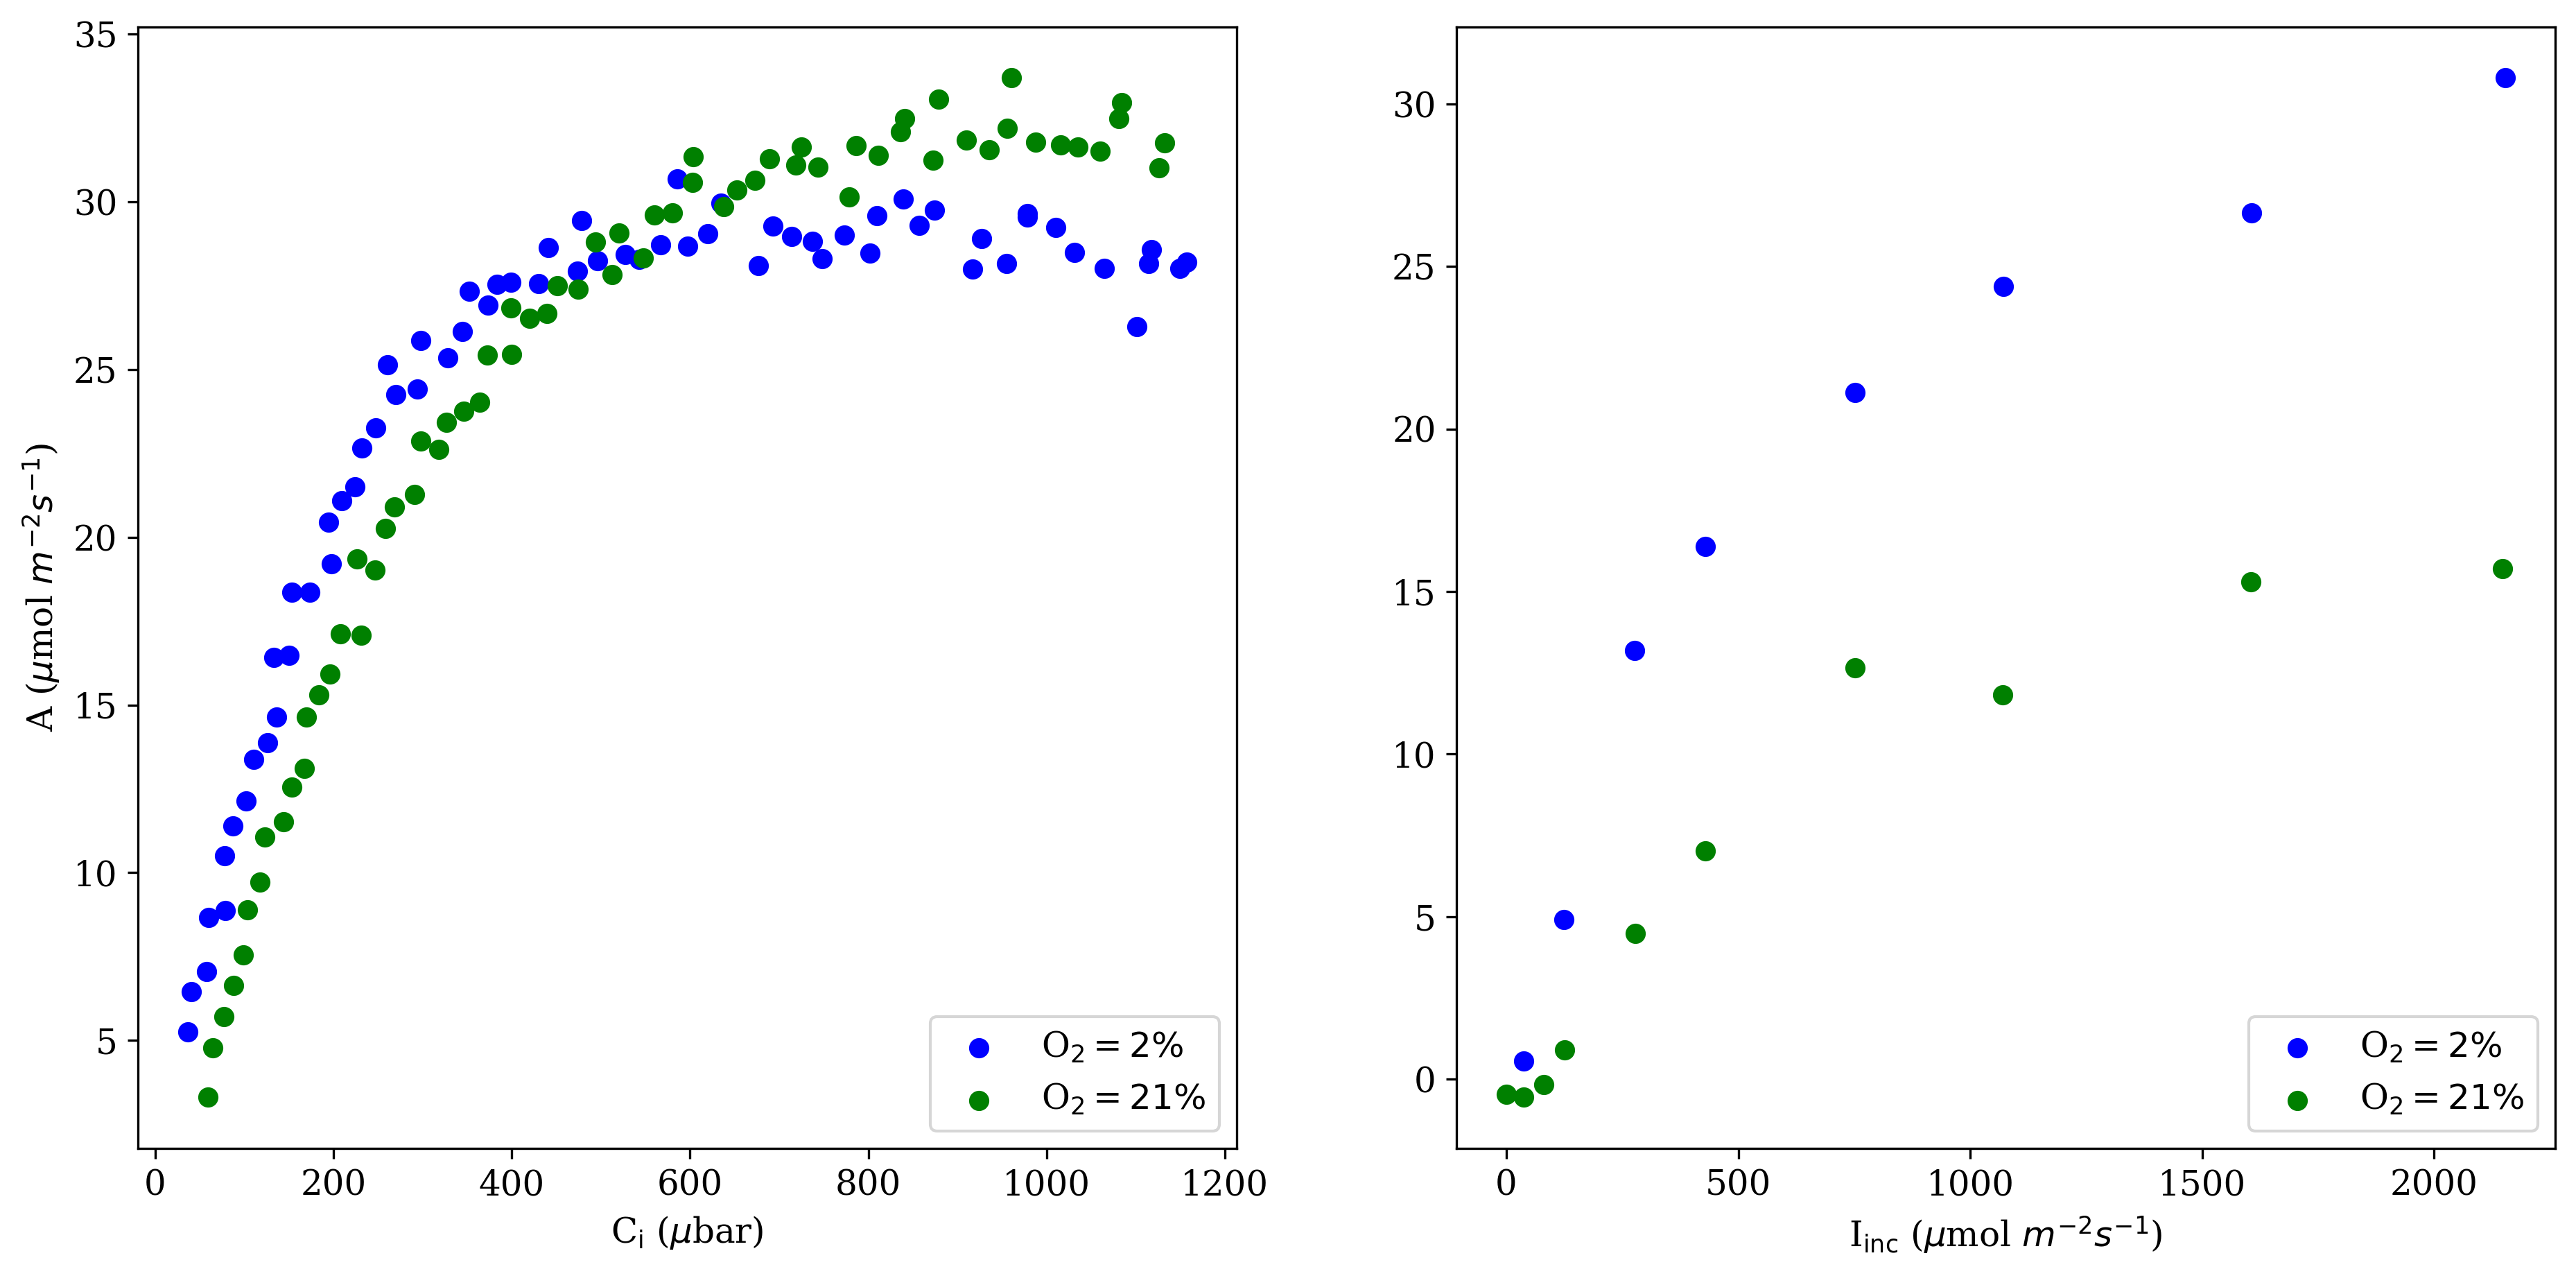 35
30
25
20
15
10
5
A (μmol m⁻²s⁻¹)
0 200 400 600 800 1000 1200
Cᵢ (μbar)
O₂ = 2%
O₂ = 21%
30
25
20
15
10
5
0
0 500 1000 1500 2000
I_inc (μmol m⁻²s⁻¹)
O₂ = 2%
O₂ = 21%